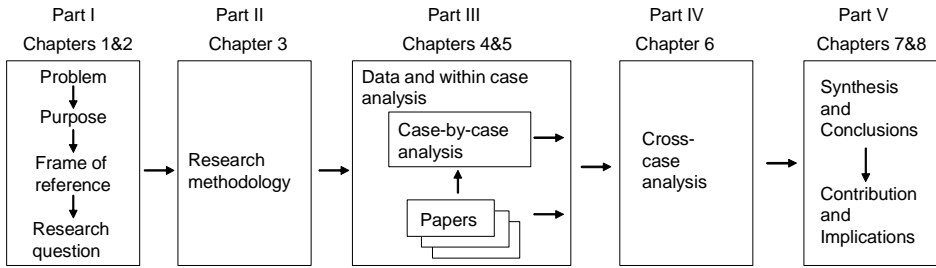 Part I
Chapters 1&2
Problem
Purpose
Frame of
reference
Research
question
Part II
Chapter 3
Research
methodology
Part III
Chapters 4&5
Data and within case
analysis
Case-by-case
analysis
Papers
Part IV
Chapter 6
Cross-
case
analysis
Part V
Chapters 7&8
Synthesis
and
Conclusions
Contribution
and
Implications